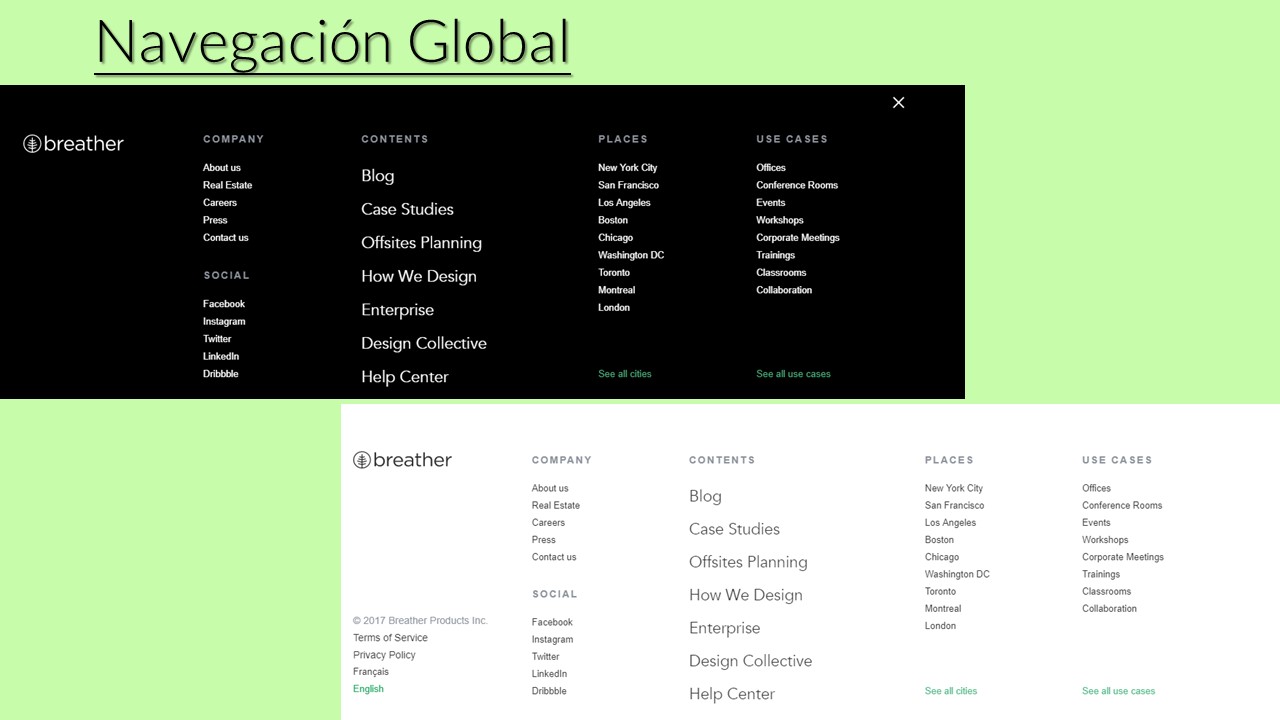 Navegación Global
breather
COMPANY
About us
Real Estate
Careers
Press
Contact us
SOCIAL
Facebook
Instagram
Twitter
LinkedIn
Dribbble
CONTENTS
Blog
Case Studies
Offsites Planning
How We Design
Enterprise
Design Collective
Help Center
PLACES
New York City
San Francisco
Los Angeles
Boston
Chicago
Washington DC
Toronto
Montreal
London
See all cities
USE CASES
Offices
Conference Rooms
Events
Workshops
Corporate Meetings
Trainings
Classrooms
Collaboration
See all use cases
breather
© 2017 Breather Products Inc.
Terms of Service
Privacy Policy
Français
English
COMPANY
About us
Real Estate
Careers
Press
Contact us
SOCIAL
Facebook
Instagram
Twitter
LinkedIn
Dribbble
CONTENTS
Blog
Case Studies
Offsites Planning
How We Design
Enterprise
Design Collective
Help Center
PLACES
New York City
San Francisco
Los Angeles
Boston
Chicago
Washington DC
Toronto
Montreal
London
See all cities
USE CASES
Offices
Conference Rooms
Events
Workshops
Corporate Meetings
Trainings
Classrooms
Collaboration
See all use cases